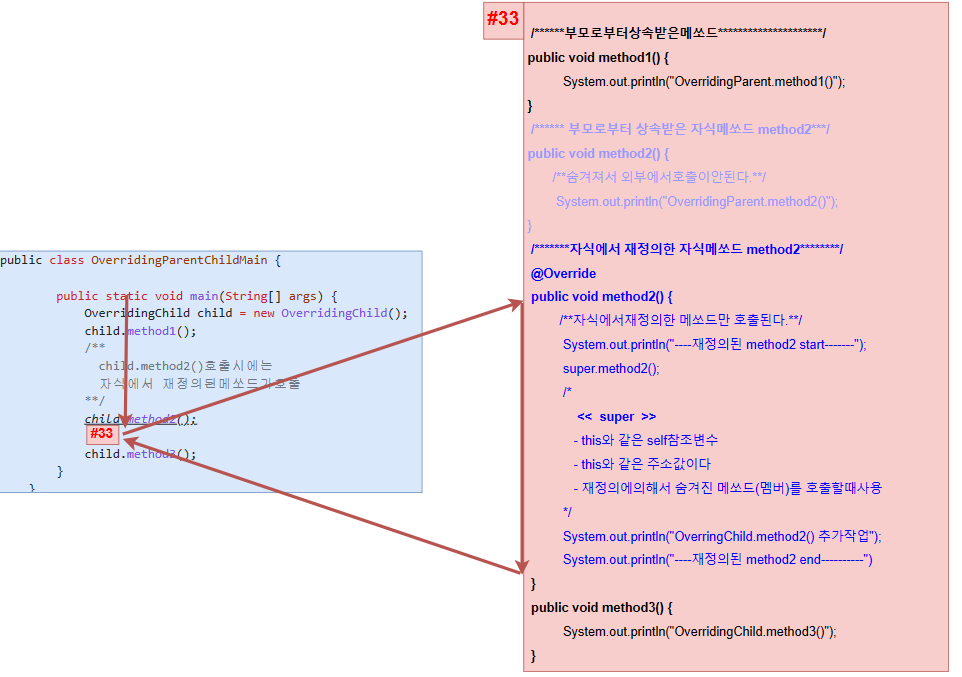 #33
/******부모로부터상속받은메쏘드*********************/
public void method1() {
System.out.println("OverridingParent.method1()");
}
/****** 부모로부터 상속받은 자식메쏘드 method2***/
public void method2() {
/**숨겨져서 외부에서호출이안된다.**/
System.out.println("OverridingParent.method2()");
}
/*******자식에서 재정의한 자식메쏘드 method2********/
@Override
public void method2() {
/**자식에서재정의한 메쏘드만 호출된다.**/
System.out.println("----재정의된 method2 start-------");
super.method2();
/*
<< super >>
- this와 같은 self참조변수
- this와 같은 주소값이다
- 재정의에의해서 숨겨진 메쏘드(멤버)를 호출할때사용
*/
System.out.println("OverringChild.method2() 추가작업");
System.out.println("----재정의된 method2 end----------")
}
public void method3() {
System.out.println("OverridingChild.method3()");
}
public class OverridingParentChildMain {
public static void main(String[] args) {
OverridingChild child = new OverridingChild();
child.method1();
/**
child.method2()호출시에는
자식에서 재정의된메쏘드가호출
**/
child.method2();
#33
child.method3();
}
}